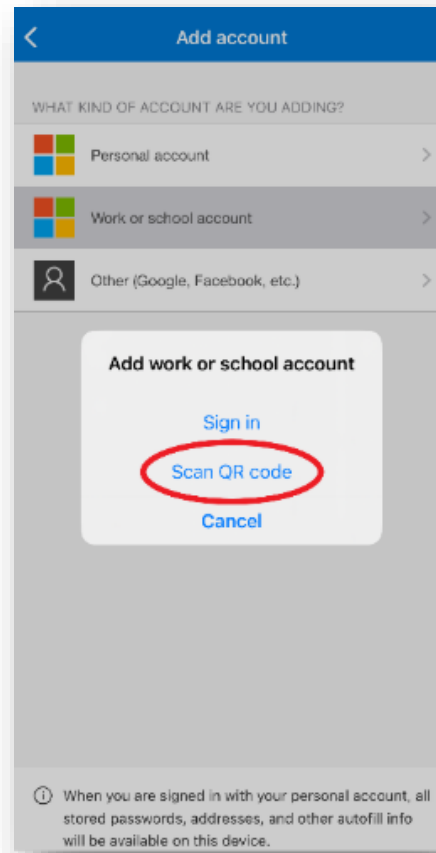 Add account
WHAT KIND OF ACCOUNT ARE YOU ADDING?
Personal account
Work or school account
Other (Google, Facebook, etc.)
Add work or school account
Sign in
Scan QR code
Cancel
When you are signed in with your personal account, all
stored passwords, addresses, and other autofill info
will be available on this device.